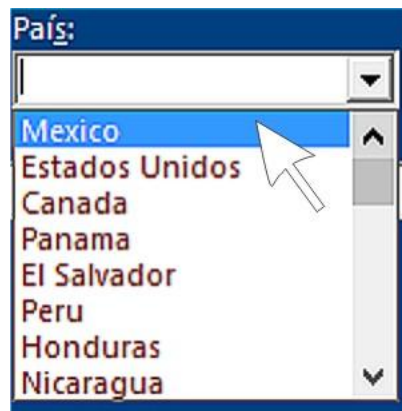 País:
Mexico
Estados Unidos
Canada
Panama
El Salvador
Peru
Honduras
Nicaragua